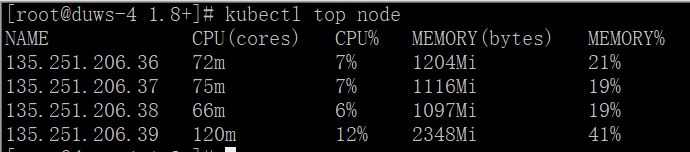 [root@duws-4 1.8+]# kubectl top node
NAME CPU(cores) CPU% MEMORY(bytes) MEMORY%
135.251.206.36 72m 7% 1204Mi 21%
135.251.206.37 75m 7% 1116Mi 19%
135.251.206.38 66m 6% 1097Mi 19%
135.251.206.39 120m 12% 2348Mi 41%